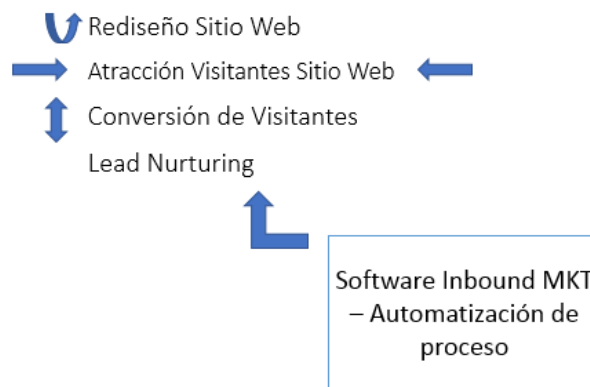 Rediseño Sitio Web
Atracción Visitantes Sitio Web
Conversión de Visitantes
Lead Nurturing
Software Inbound MKT
– Automatización de
proceso